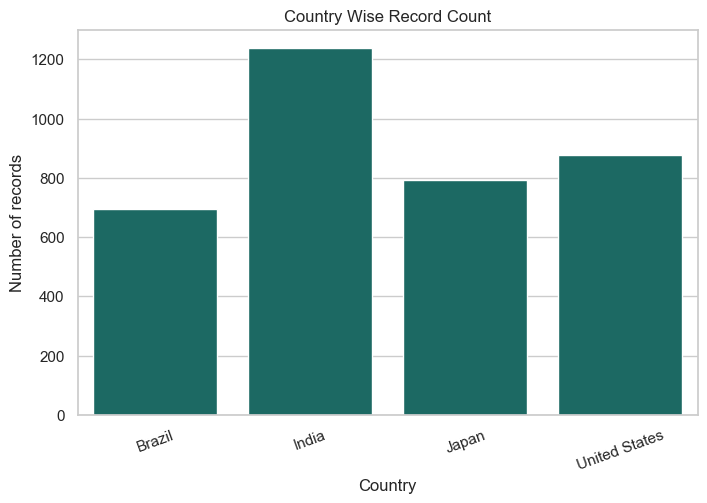 Country Wise Record Count
Number of records
1200
1000
800
600
400
200
0
Brazil
India
Japan
United States
Country